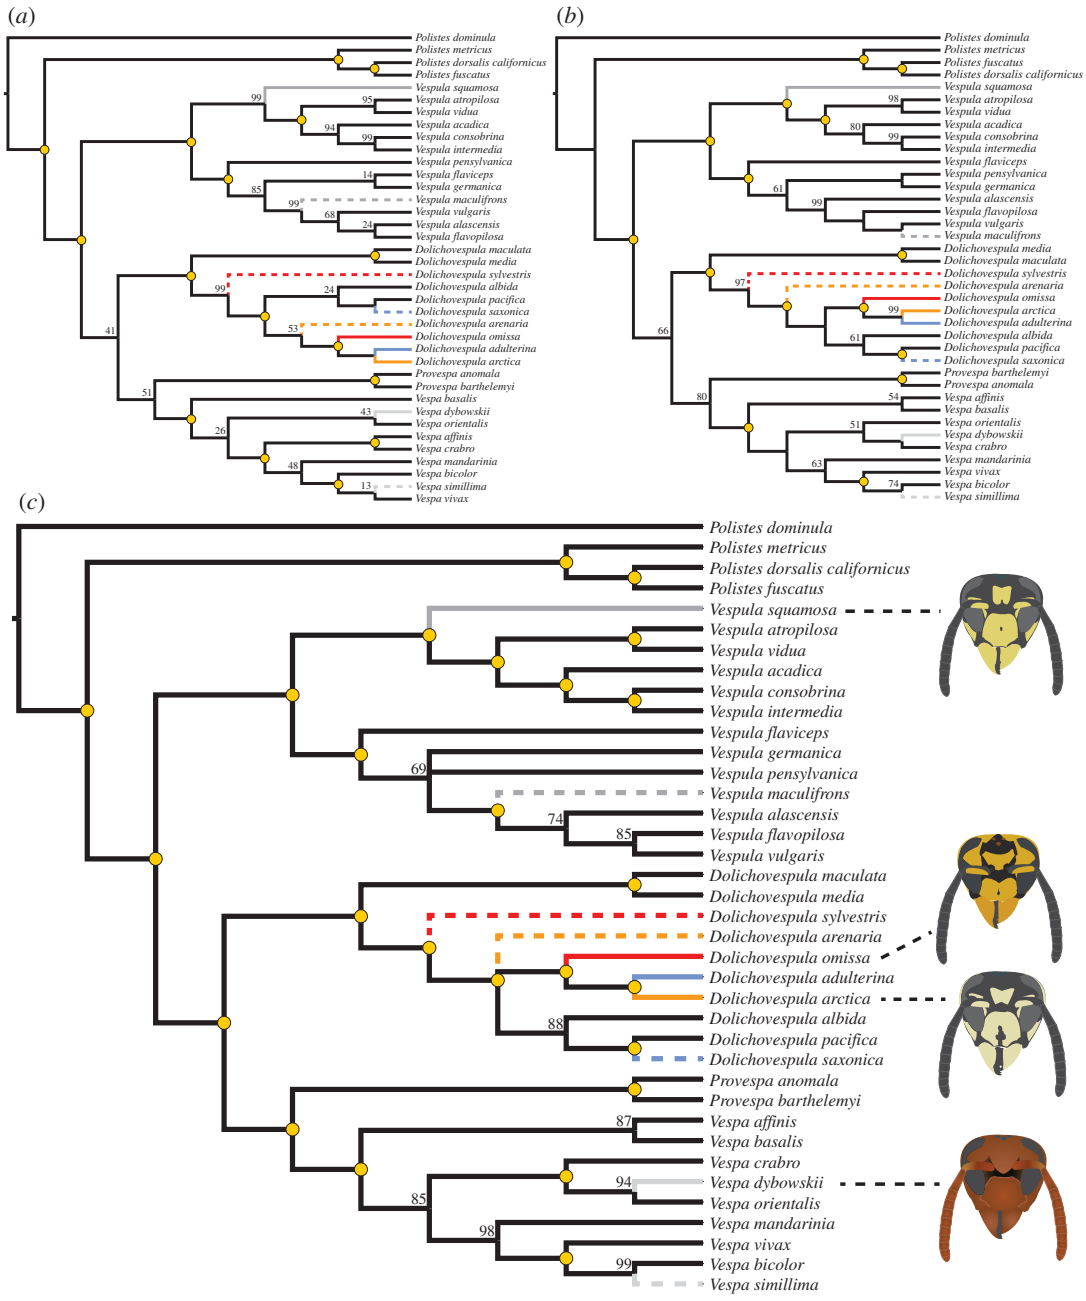 (a)
Polistes dominula
Polistes metricus
Polistes dorsalis californicus
Polistes fuscatus
Vespula squamosa
99
Vespula atropilosa
95
Vespula vidua
Vespula acadica
94
Vespula consobrina
99
Vespula intermedia
Vespula pensylvanica
Vespula flaviceps
14
Vespula germanica
85
Vespula maculifrons
99
Vespula vulgaris
68
Vespula alascensis
24
Vespula flavopilosa
Dolichovespula maculata
Dolichovespula media
Dolichovespula sylvestris
99
Dolichovespula albida
24
Dolichovespula pacifica
Dolichovespula saxonica
Dolichovespula arenaria
53
Dolichovespula omissa
41
Dolichovespula adulterina
Dolichovespula arctica
Provespa anomala
Provespa barthelemyi
51
Vespa basalis
Vespa dybowskii
43
Vespa orientalis
26
Vespa affinis
Vespa crabro
Vespa mandarinia
48
Vespa bicolor
Vespa simillima
13
Vespa vivax
(b)
Polistes dominula
Polistes metricus
Polistes fuscatus
Polistes dorsalis californicus
Vespula squamosa
Vespula atropilosa
98
Vespula vidua
Vespula acadica
80
Vespula consobrina
99
Vespula intermedia
Vespula flaviceps
Vespula pensylvanica
61
Vespula germanica
Vespula alascensis
99
Vespula flavopilosa
Vespula vulgaris
Vespula maculifrons
Dolichovespula media
Dolichovespula maculata
Dolichovespula sylvestris
97
Dolichovespula arenaria
Dolichovespula omissa
Dolichovespula arctica
99
Dolichovespula adulterina
66
Dolichovespula albida
61
Dolichovespula pacifica
Dolichovespula saxonica
Provespa barthelemyi
Provespa anomala
80
Vespa affinis
54
Vespa basalis
Vespa orientalis
51
Vespa dybowskii
Vespa crabro
Vespa mandarinia
63
Vespa vivax
Vespa bicolor
74
Vespa simillima
(c)
Polistes dominula
Polistes metricus
Polistes dorsalis californicus
Polistes fuscatus
Vespula squamosa
Vespula atropilosa
Vespula vidua
Vespula acadica
Vespula consobrina
Vespula intermedia
Vespula flaviceps
Vespula germanica
69
Vespula pensylvanica
Vespula maculifrons
Vespula alascensis
74
Vespula flavopilosa
85
Vespula vulgaris
Dolichovespula maculata
Dolichovespula media
Dolichovespula sylvestris
Dolichovespula arenaria
Dolichovespula omissa
Dolichovespula adulterina
Dolichovespula arctica
Dolichovespula albida
88
Dolichovespula pacifica
Dolichovespula saxonica
Provespa anomala
Provespa barthelemyi
Vespa affinis
87
Vespa basalis
Vespa crabro
Vespa dybowskii
94
Vespa orientalis
85
Vespa mandarinia
98
Vespa vivax
Vespa bicolor
99
Vespa simillima